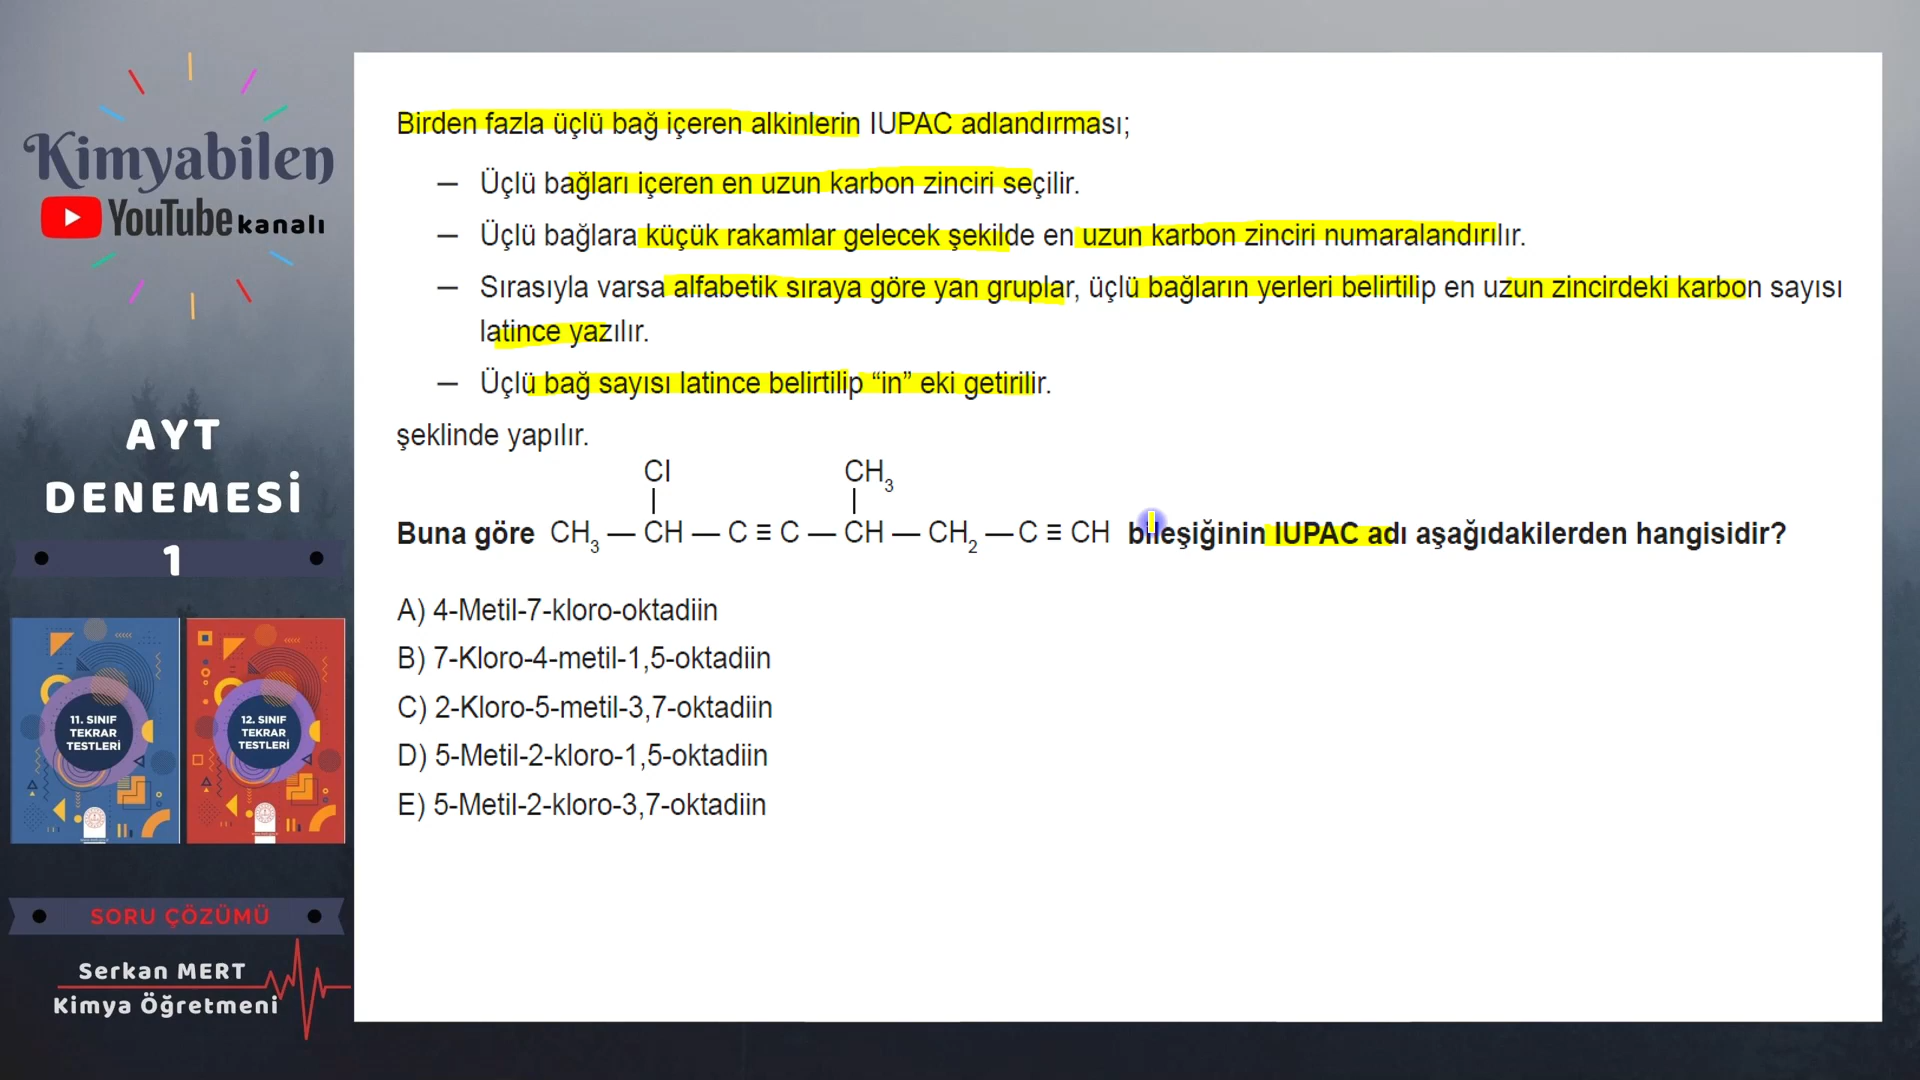 Kimyabilen
YouTube kanalı
AYT
DENEMESİ
1
11. SINIF
TEKRAR
TESTLERİ
12. SINIF
TEKRAR
TESTLERİ
SORU ÇÖZÜMÜ
Serkan MERT
Kimya Öğretmeni
Birden fazla üçlü bağ içeren alkinlerin IUPAC adlandırması;
— Üçlü bağları içeren en uzun karbon zinciri seçilir.
— Üçlü bağlara küçük rakamlar gelecek şekilde en uzun karbon zinciri numaralandırılır.
— Sırasıyla varsa alfabetik sıraya göre yan gruplar, üçlü bağların yerleri belirtilip en uzun zincirdeki karbon sayısı
latince yazılır.
— Üçlü bağ sayısı latince belirtilip “in” eki getirilir.
şeklinde yapılır.
Cl CH3
Buna göre CH3 — CH — C ≡ C — CH — CH2 — C ≡ CH bileşiğinin IUPAC adı aşağıdakilerden hangisidir?
A) 4-Metil-7-kloro-oktadiin
B) 7-Kloro-4-metil-1,5-oktadiin
C) 2-Kloro-5-metil-3,7-oktadiin
D) 5-Metil-2-kloro-1,5-oktadiin
E) 5-Metil-2-kloro-3,7-oktadiin